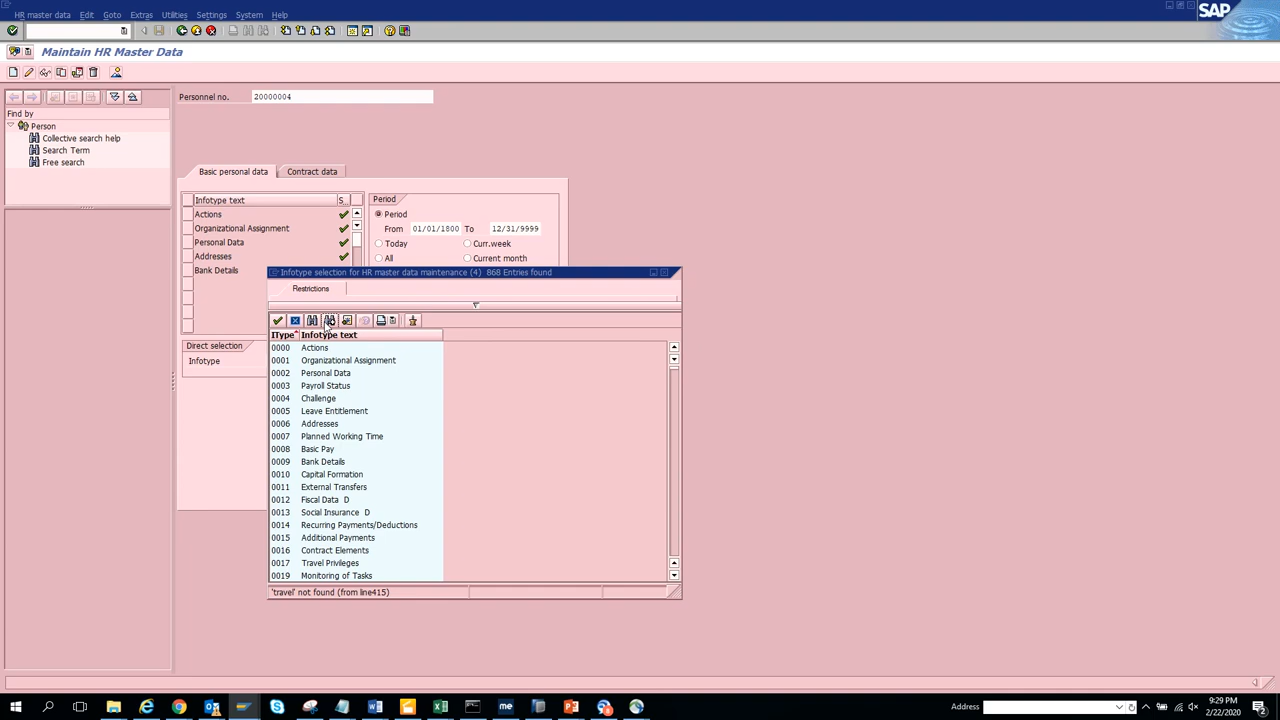 HR master data Edit Goto Extras Utilities Settings System Help
SAP
Maintain HR Master Data
Personnel no. 20000004
Find by
Person
Collective search help
Search Term
Free search
Basic personal data Contract data
Infotype text S..
Actions
Organizational Assignment
Personal Data
Addresses
Bank Details
Period
Period
From 01/01/1800 To 12/31/9999
Today Curr.week
All Current month
Direct selection
Infotype
Infotype selection for HR master data maintenance (4) 868 Entries found
Restrictions
IType Infotype text
0000 Actions
0001 Organizational Assignment
0002 Personal Data
0003 Payroll Status
0004 Challenge
0005 Leave Entitlement
0006 Addresses
0007 Planned Working Time
0008 Basic Pay
0009 Bank Details
0010 Capital Formation
0011 External Transfers
0012 Fiscal Data D
0013 Social Insurance D
0014 Recurring Payments/Deductions
0015 Additional Payments
0016 Contract Elements
0017 Travel Privileges
0019 Monitoring of Tasks
'travel' not found (from line415)
me
Address
9:29 PM
2/22/2020